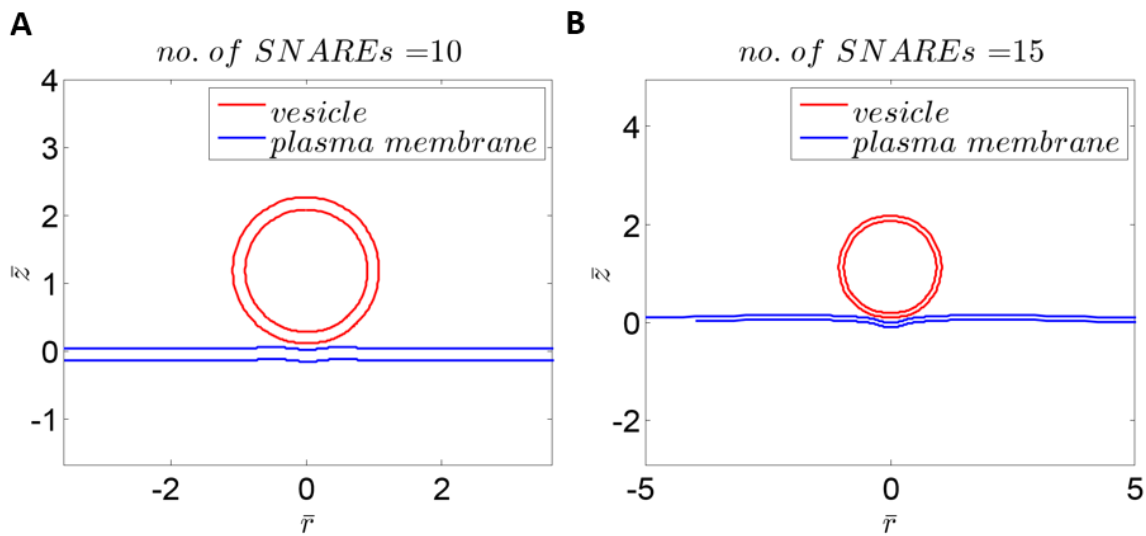 A
no. of SNAREs =10
vesicle
plasma membrane
4
3
2
1
0
-1
z̄
-2
0
2
r̄
B
no. of SNAREs =15
vesicle
plasma membrane
4
2
0
-2
z̄
-5
0
5
r̄